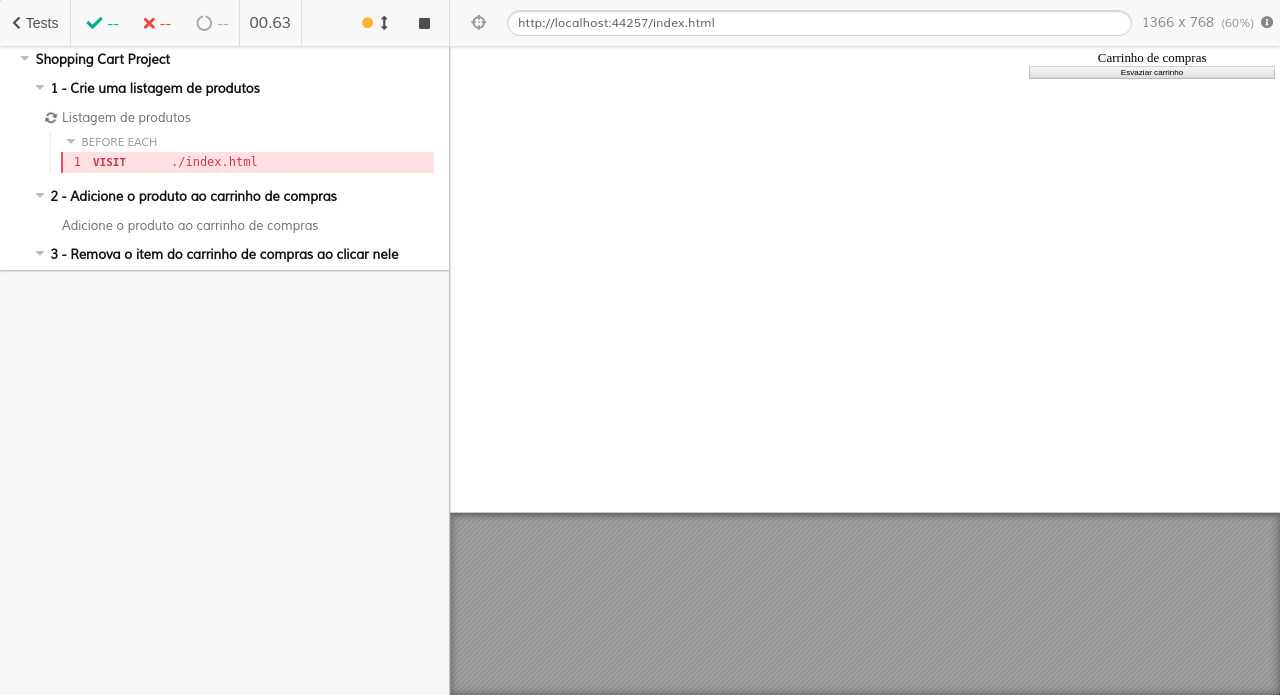 Tests -- -- -- 00.63
http://localhost:44257/index.html 1366 x 768 (60%)
Shopping Cart Project
1 - Crie uma listagem de produtos
Listagem de produtos
BEFORE EACH
1 VISIT ./index.html
2 - Adicione o produto ao carrinho de compras
Adicione o produto ao carrinho de compras
3 - Remova o item do carrinho de compras ao clicar nele
Carrinho de compras
Esvaziar carrinho